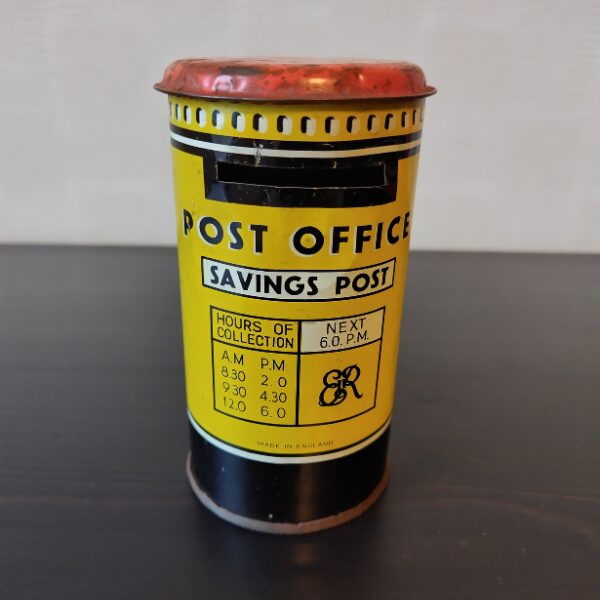 POST OFFICE
SAVINGS POST
HOURS OF
COLLECTION
NEXT
6.0. P.M.
A.M P.M
8.30 2.0
9.30 4.30
12.0 6.0
EIIR
MADE IN ENGLAND